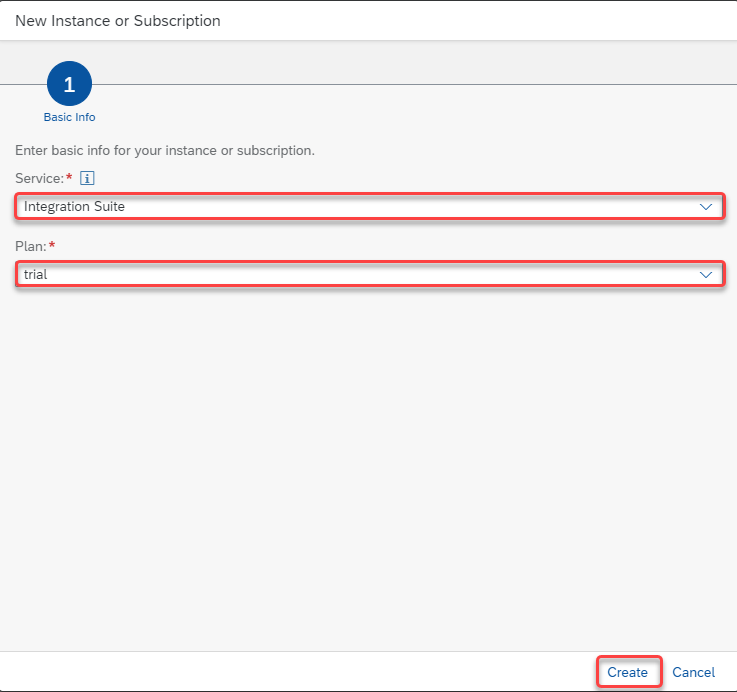 New Instance or Subscription
1
Basic Info
Enter basic info for your instance or subscription.
Service:* i
Integration Suite
Plan:*
trial
Create Cancel